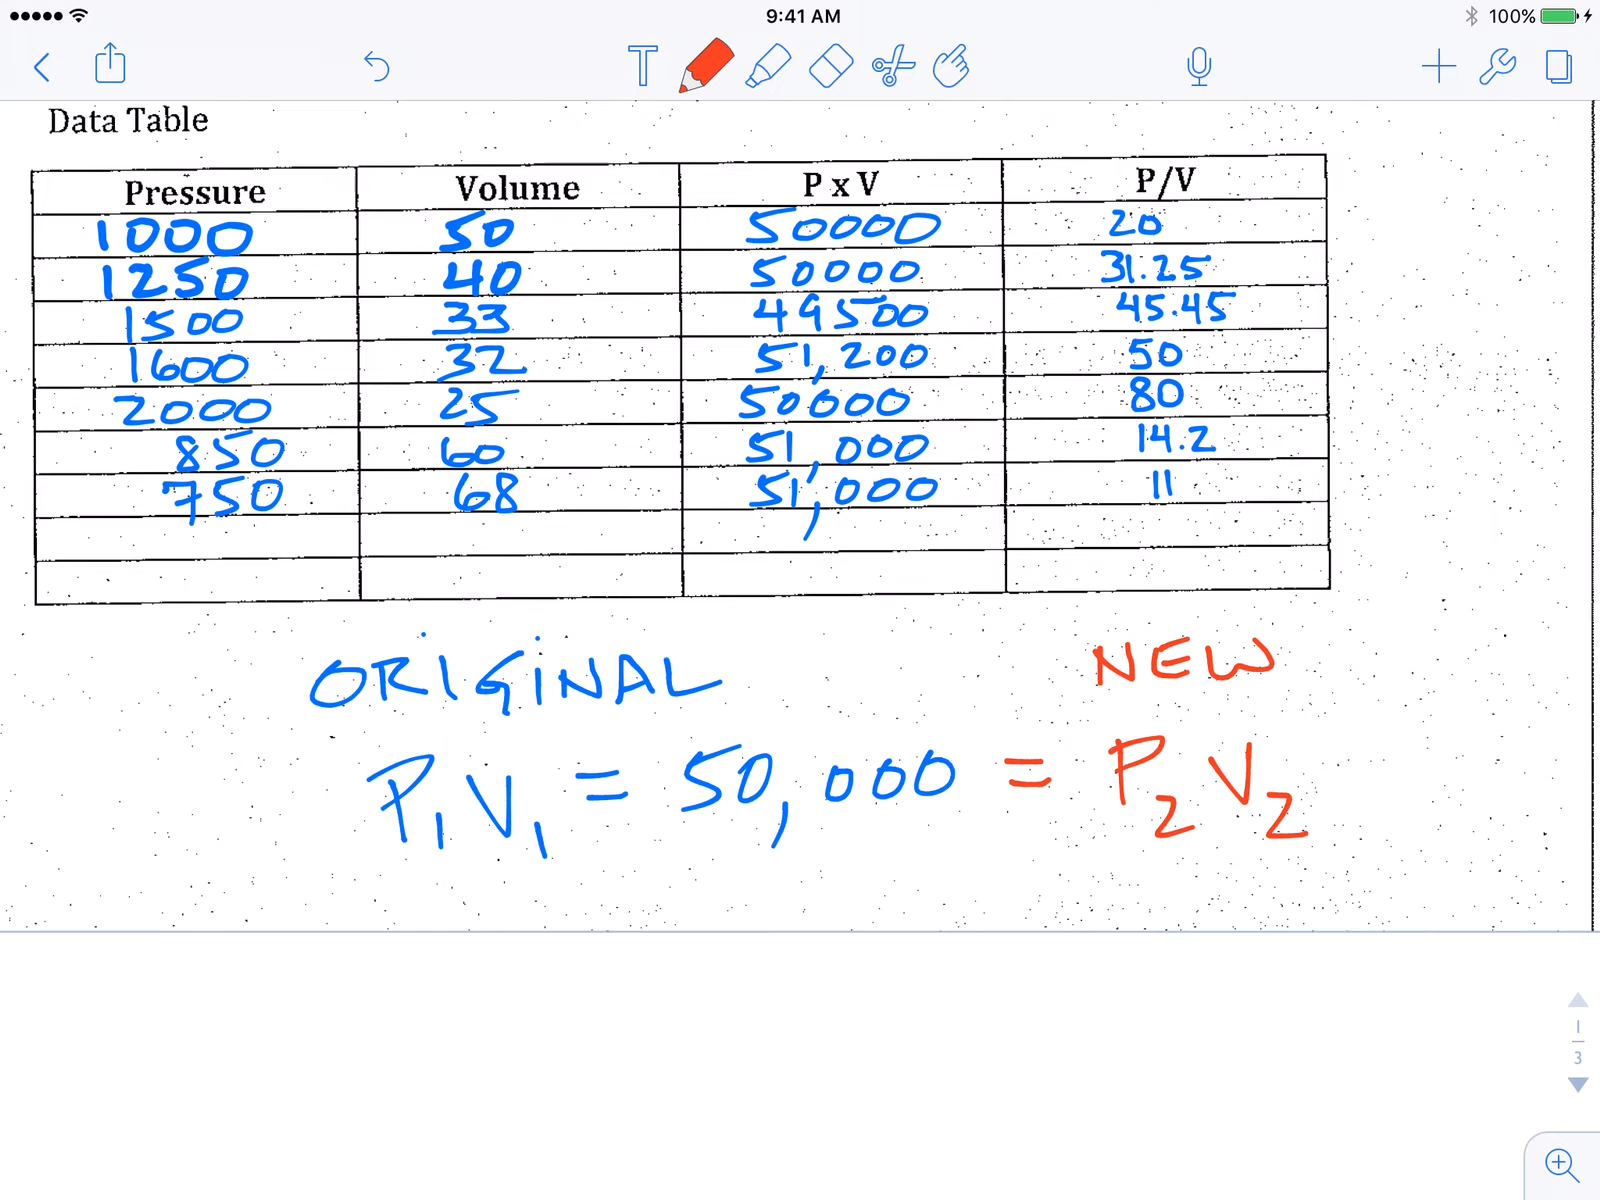 9:41 AM 100%
T
Data Table
Pressure Volume P x V P/V
1000 50 50000 20
1250 40 50000 31.25
1500 33 49500 45.45
1600 32 51,200 50
2000 25 50000 80
850 60 51,000 14.2
750 68 51,000 11
ORIGINAL NEW
P₁V₁ = 50,000 = P₂V₂
1
3